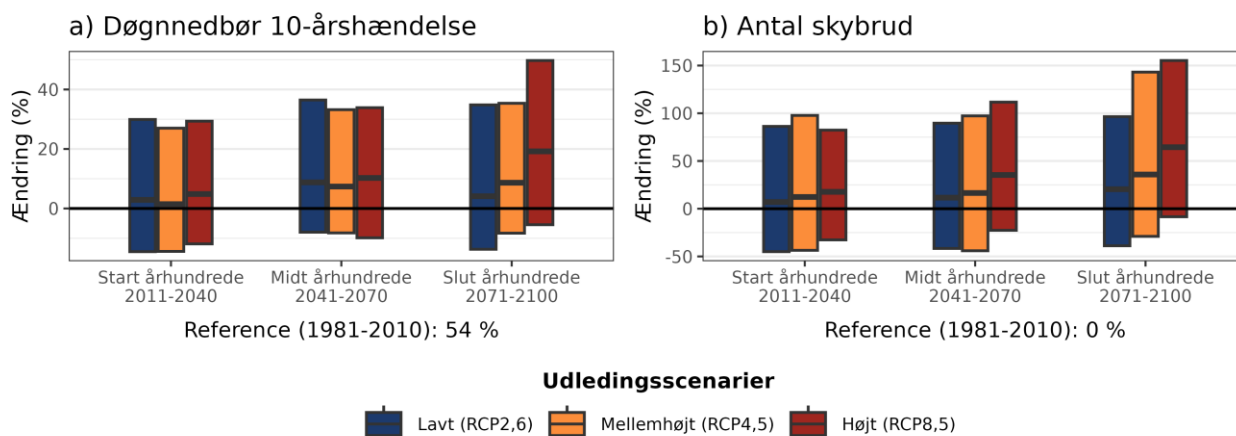 a) Døgnnedbør 10-årshændelse
Ændring (%)
40
20
0
Start århundrede
2011-2040
Midt århundrede
2041-2070
Slut århundrede
2071-2100
Reference (1981-2010): 54 %
b) Antal skybrud
Ændring (%)
150
100
50
0
-50
Start århundrede
2011-2040
Midt århundrede
2041-2070
Slut århundrede
2071-2100
Reference (1981-2010): 0 %
Udledingsscenarier
Lavt (RCP2,6)
Mellemhøjt (RCP4,5)
Højt (RCP8,5)